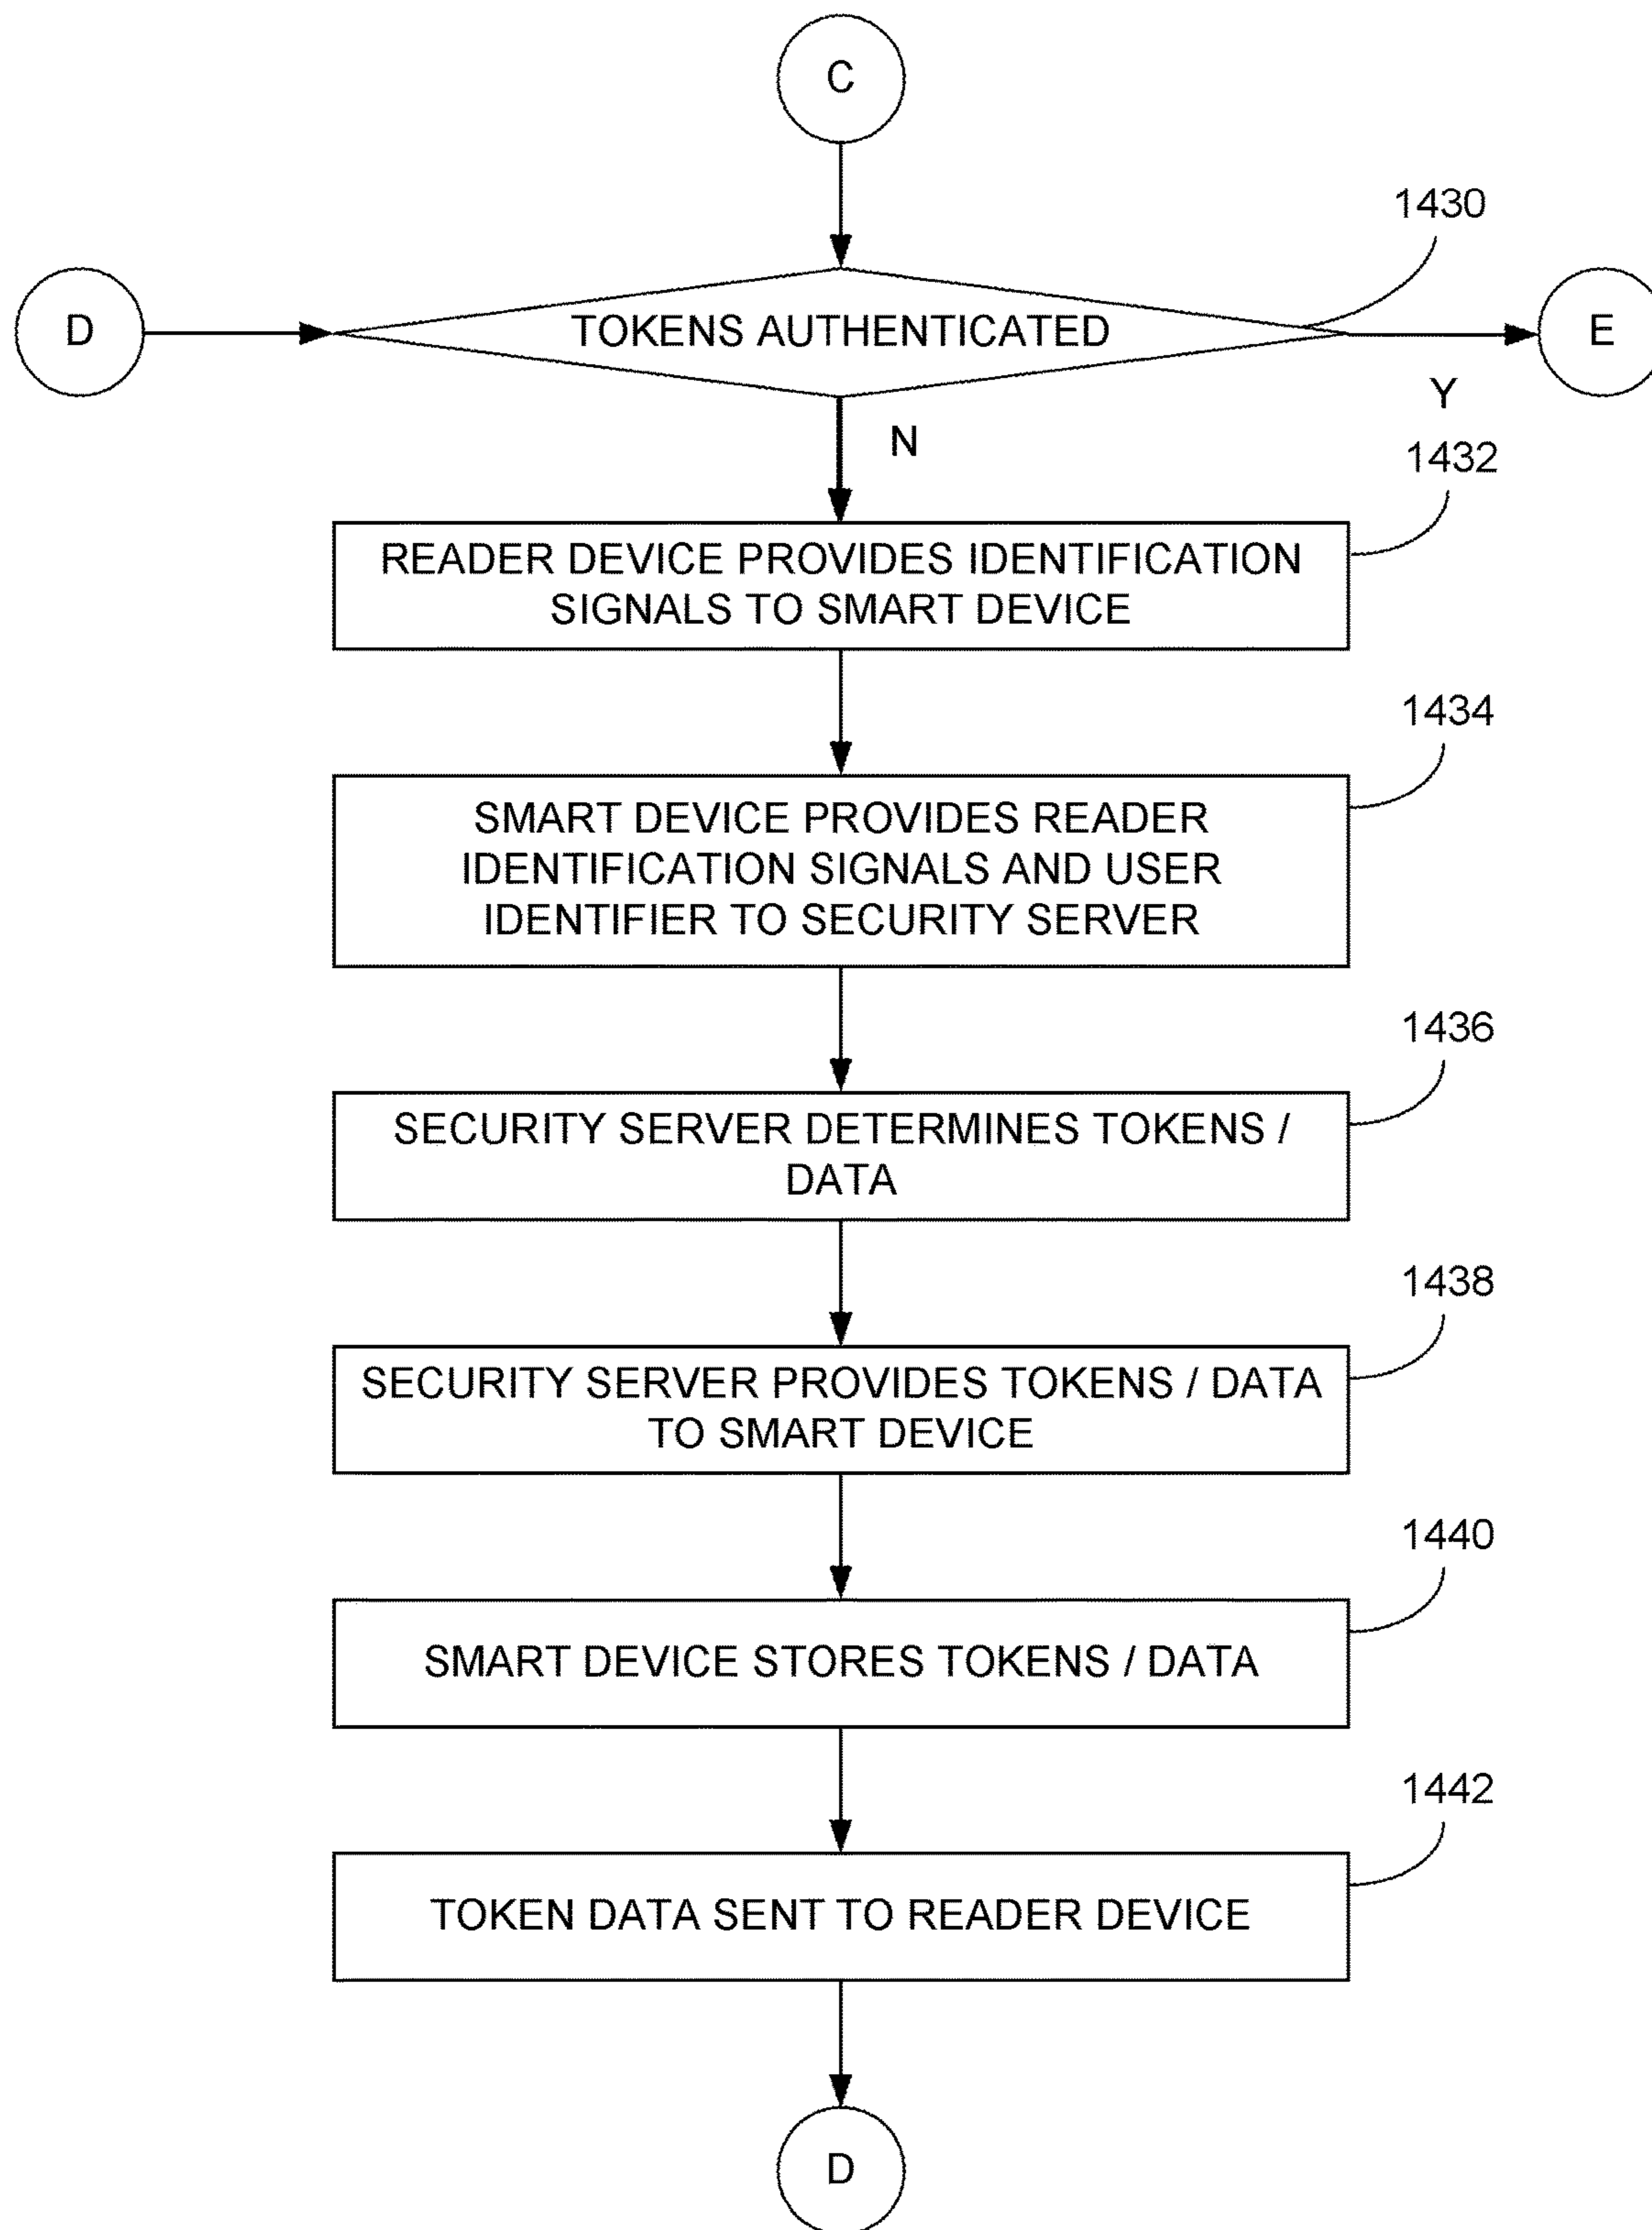 C
1430
D
TOKENS AUTHENTICATED
E
Y
N
1432
READER DEVICE PROVIDES IDENTIFICATION
SIGNALS TO SMART DEVICE
1434
SMART DEVICE PROVIDES READER
IDENTIFICATION SIGNALS AND USER
IDENTIFIER TO SECURITY SERVER
1436
SECURITY SERVER DETERMINES TOKENS /
DATA
1438
SECURITY SERVER PROVIDES TOKENS / DATA
TO SMART DEVICE
1440
SMART DEVICE STORES TOKENS / DATA
1442
TOKEN DATA SENT TO READER DEVICE
D